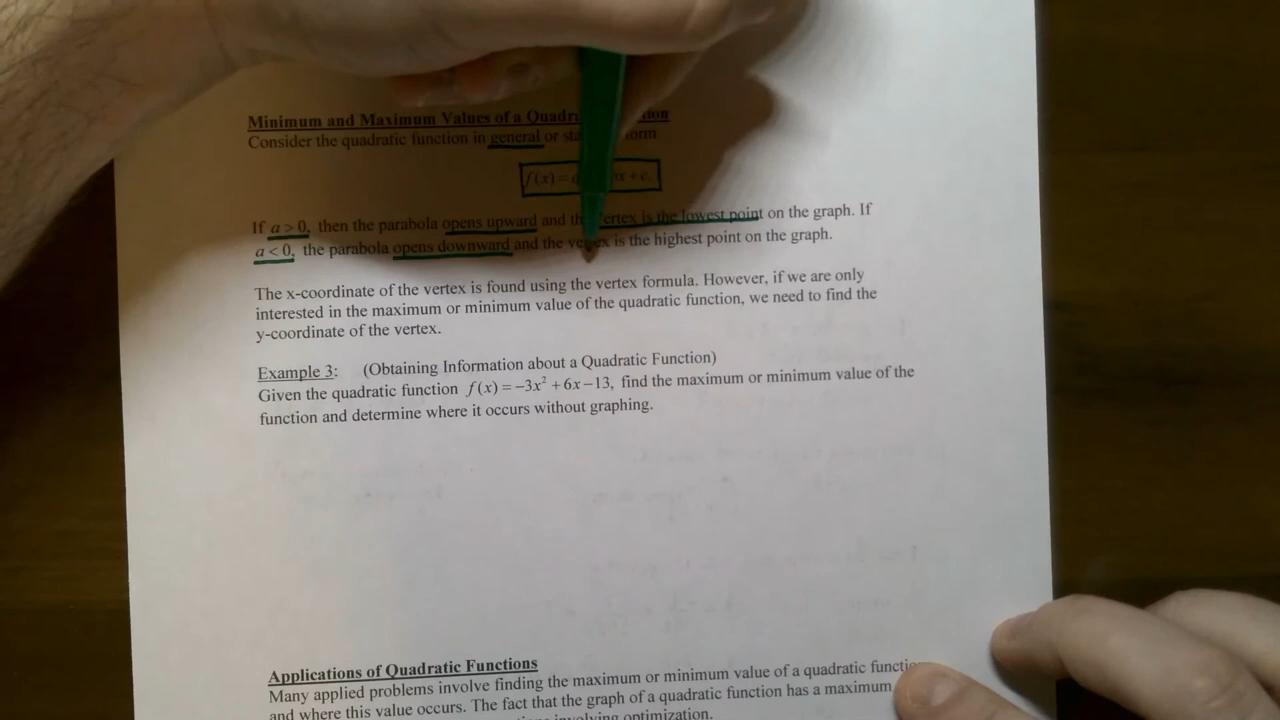 Minimum and Maximum Values of a
Consider the quadratic function in general or
f(x) = x + c.
If a > 0, then the parabola opens upward and vertex is the lowest point on the graph. If
a < 0, the parabola opens downward and the vertex is the highest point on the graph.
The x-coordinate of the vertex is found using the vertex formula. However, if we are only
interested in the maximum or minimum value of the quadratic function, we need to find the
y-coordinate of the vertex.
Example 3: (Obtaining Information about a Quadratic Function)
Given the quadratic function f(x) = −3x² + 6x − 13, find the maximum or minimum value of the
function and determine where it occurs without graphing.
Applications of Quadratic Functions
Many applied problems involve finding the maximum or minimum value of a quadratic
and where this value occurs. The fact that the graph of a quadratic function has a maximum
involving optimization.